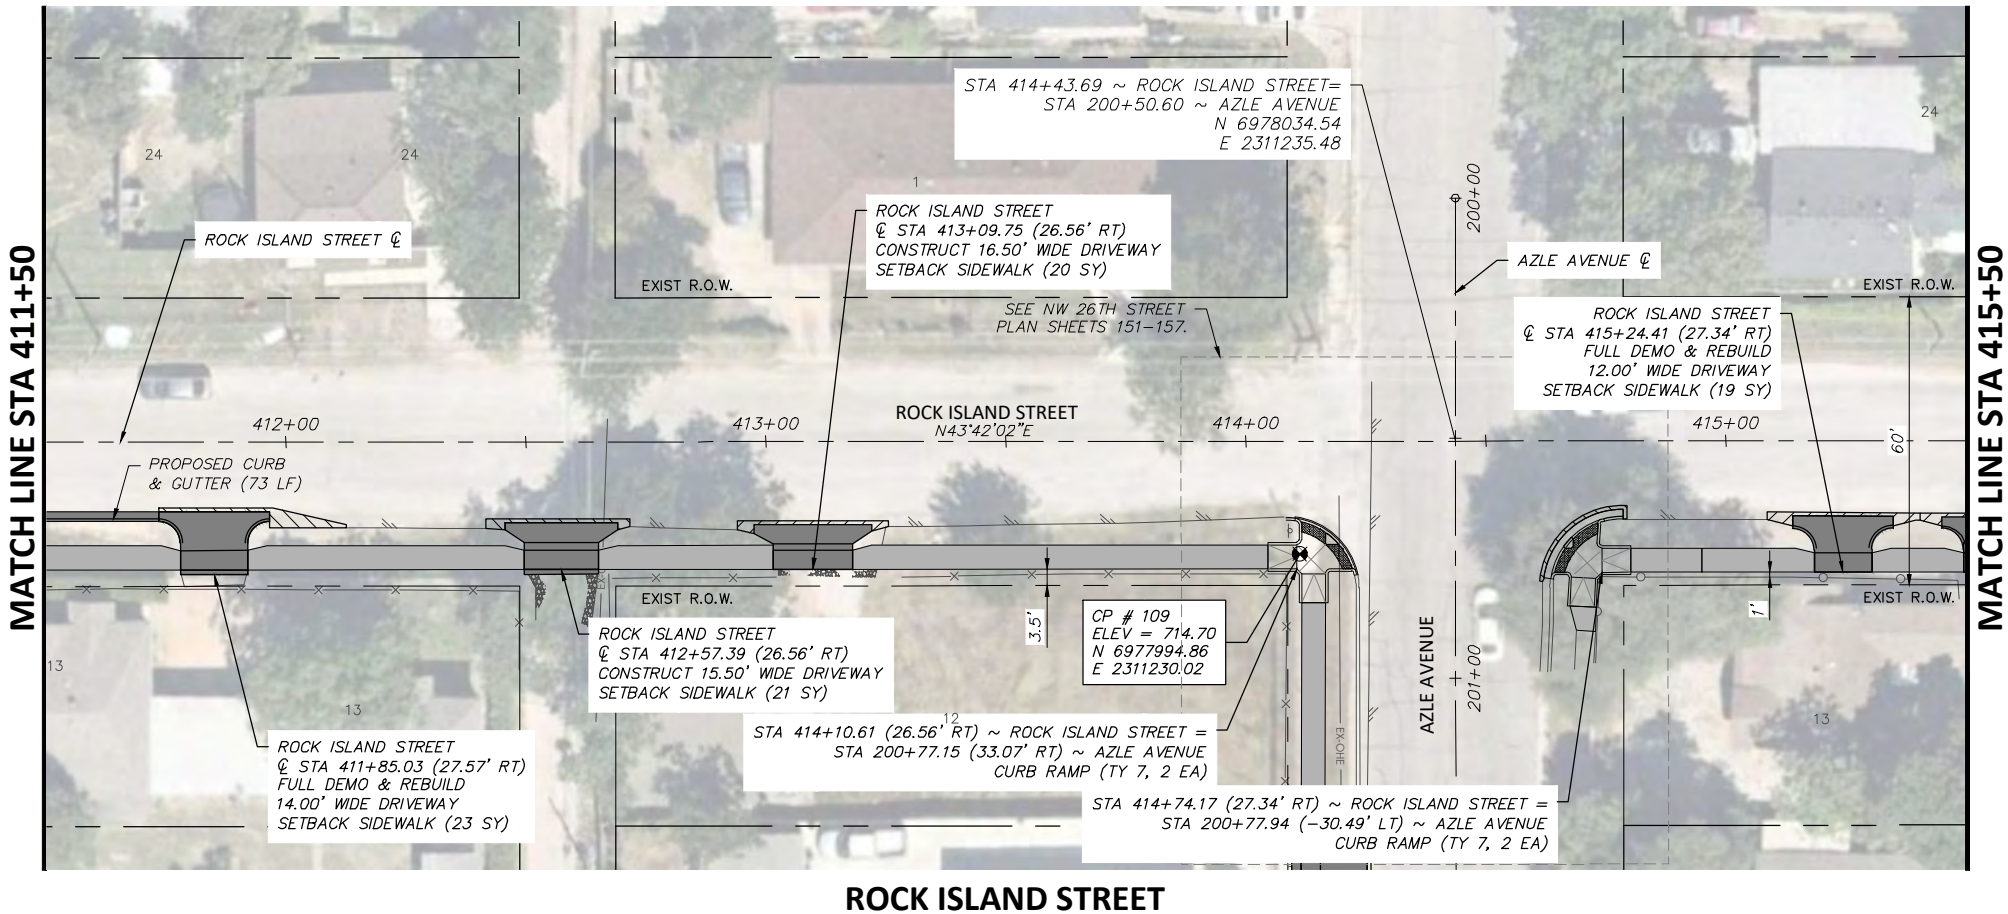 MATCH LINE STA 411+50
24
24
ROCK ISLAND STREET ℄
STA 414+43.69 ~ ROCK ISLAND STREET=
STA 200+50.60 ~ AZLE AVENUE
N 6978034.54
E 2311235.48
1
ROCK ISLAND STREET
℄ STA 413+09.75 (26.56' RT)
CONSTRUCT 16.50' WIDE DRIVEWAY
SETBACK SIDEWALK (20 SY)
EXIST R.O.W.
SEE NW 26TH STREET
PLAN SHEETS 151-157.
200+00
AZLE AVENUE ℄
24
EXIST R.O.W.
ROCK ISLAND STREET
℄ STA 415+24.41 (27.34' RT)
FULL DEMO & REBUILD
12.00' WIDE DRIVEWAY
SETBACK SIDEWALK (19 SY)
60'
412+00
413+00
ROCK ISLAND STREET
N43°42'02"E
414+00
415+00
PROPOSED CURB
& GUTTER (73 LF)
P
EXIST R.O.W.
EXIST R.O.W.
3.5'
1'
13
13
ROCK ISLAND STREET
℄ STA 412+57.39 (26.56' RT)
CONSTRUCT 15.50' WIDE DRIVEWAY
SETBACK SIDEWALK (21 SY)
CP # 109
ELEV = 714.70
N 6977994.86
E 2311230.02
AZLE AVENUE
201+00
12
13
EX-OHE
ROCK ISLAND STREET
℄ STA 411+85.03 (27.57' RT)
FULL DEMO & REBUILD
14.00' WIDE DRIVEWAY
SETBACK SIDEWALK (23 SY)
STA 414+10.61 (26.56' RT) ~ ROCK ISLAND STREET =
STA 200+77.15 (33.07' RT) ~ AZLE AVENUE
CURB RAMP (TY 7, 2 EA)
STA 414+74.17 (27.34' RT) ~ ROCK ISLAND STREET =
STA 200+77.94 (-30.49' LT) ~ AZLE AVENUE
CURB RAMP (TY 7, 2 EA)
MATCH LINE STA 415+50
ROCK ISLAND STREET